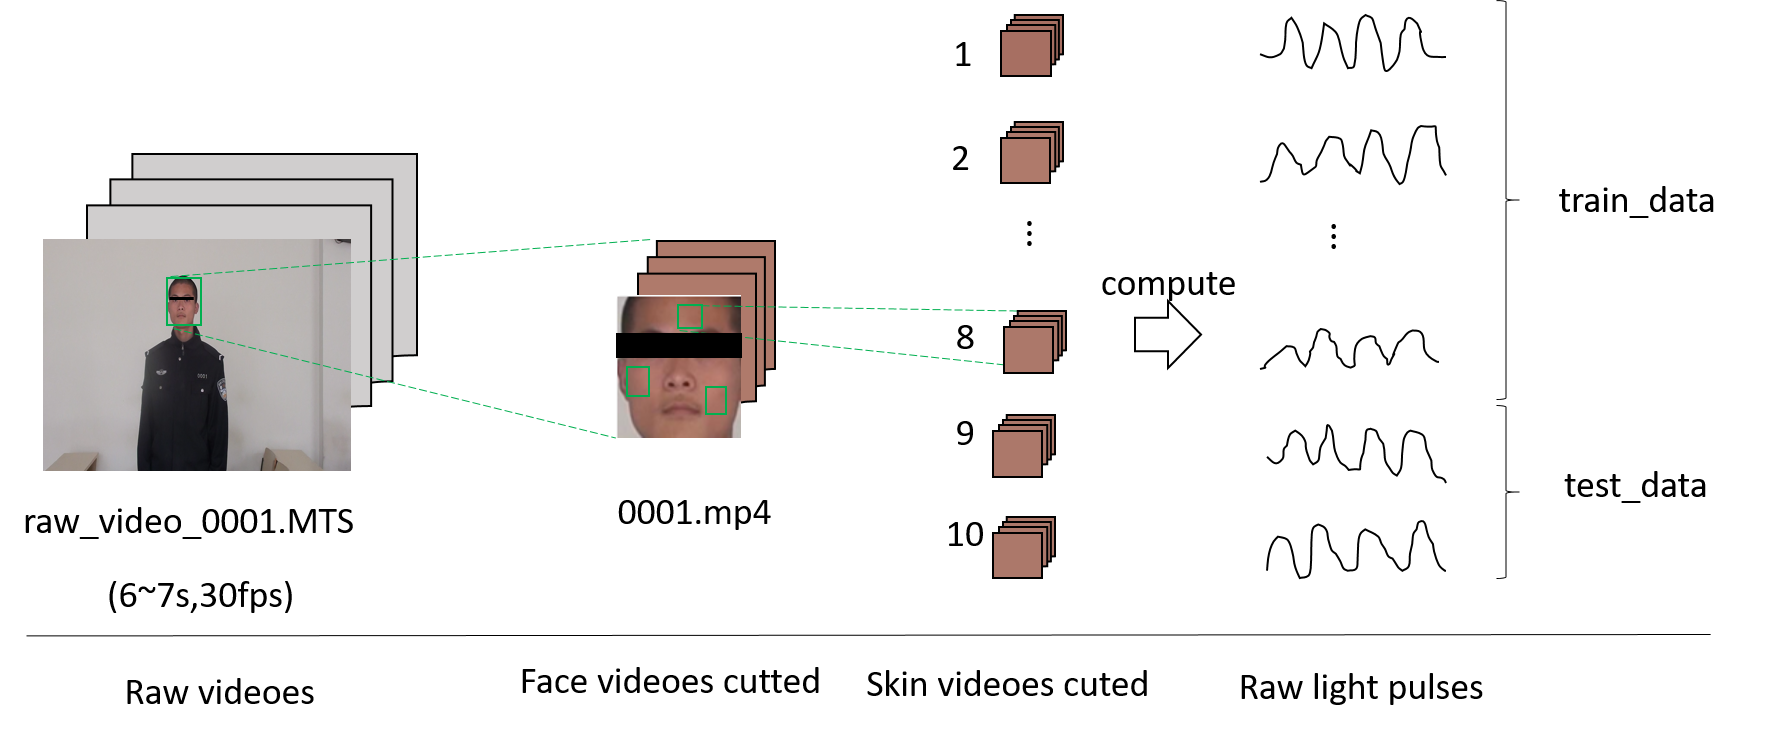 1
2
⋮
⋮
train_data
compute
8
9
10
test_data
0001
raw_video_0001.MTS
(6~7s,30fps)
0001.mp4
Raw videoes
Face videoes cutted
Skin videoes cuted
Raw light pulses